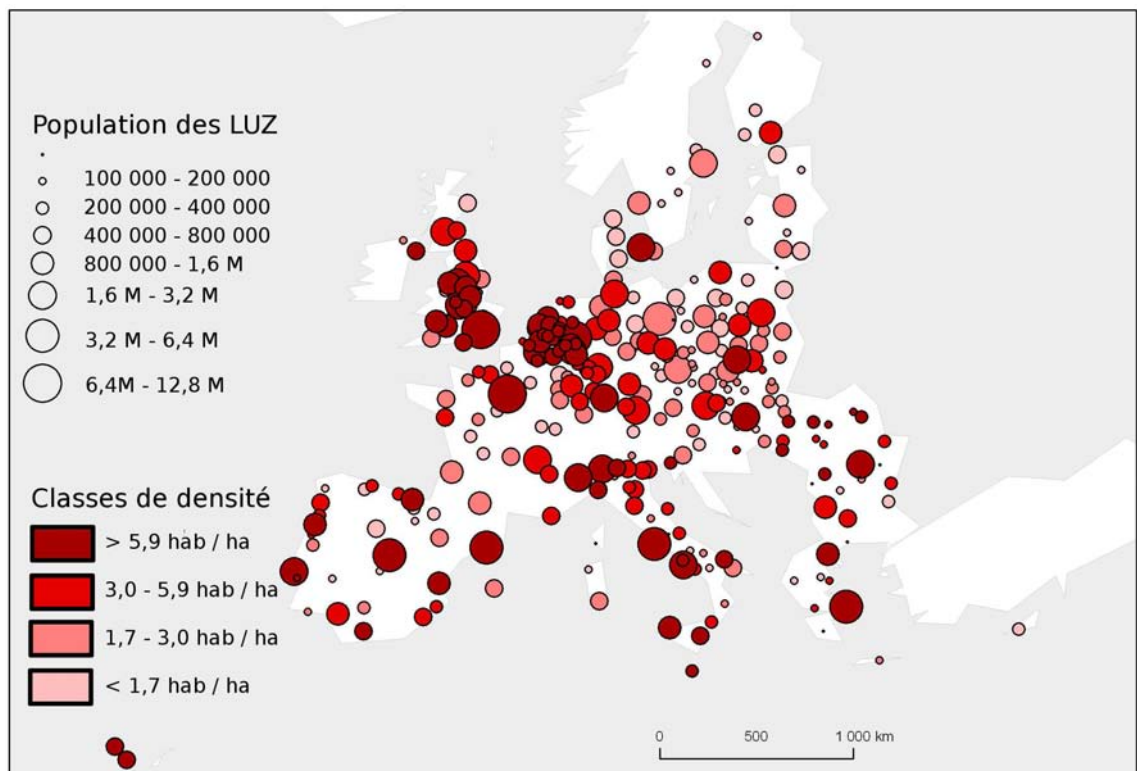 Population des LUZ
100 000 - 200 000
200 000 - 400 000
400 000 - 800 000
800 000 - 1,6 M
1,6 M - 3,2 M
3,2 M - 6,4 M
6,4M - 12,8 M
Classes de densité
> 5,9 hab / ha
3,0 - 5,9 hab / ha
1,7 - 3,0 hab / ha
< 1,7 hab / ha
0 500 1 000 km